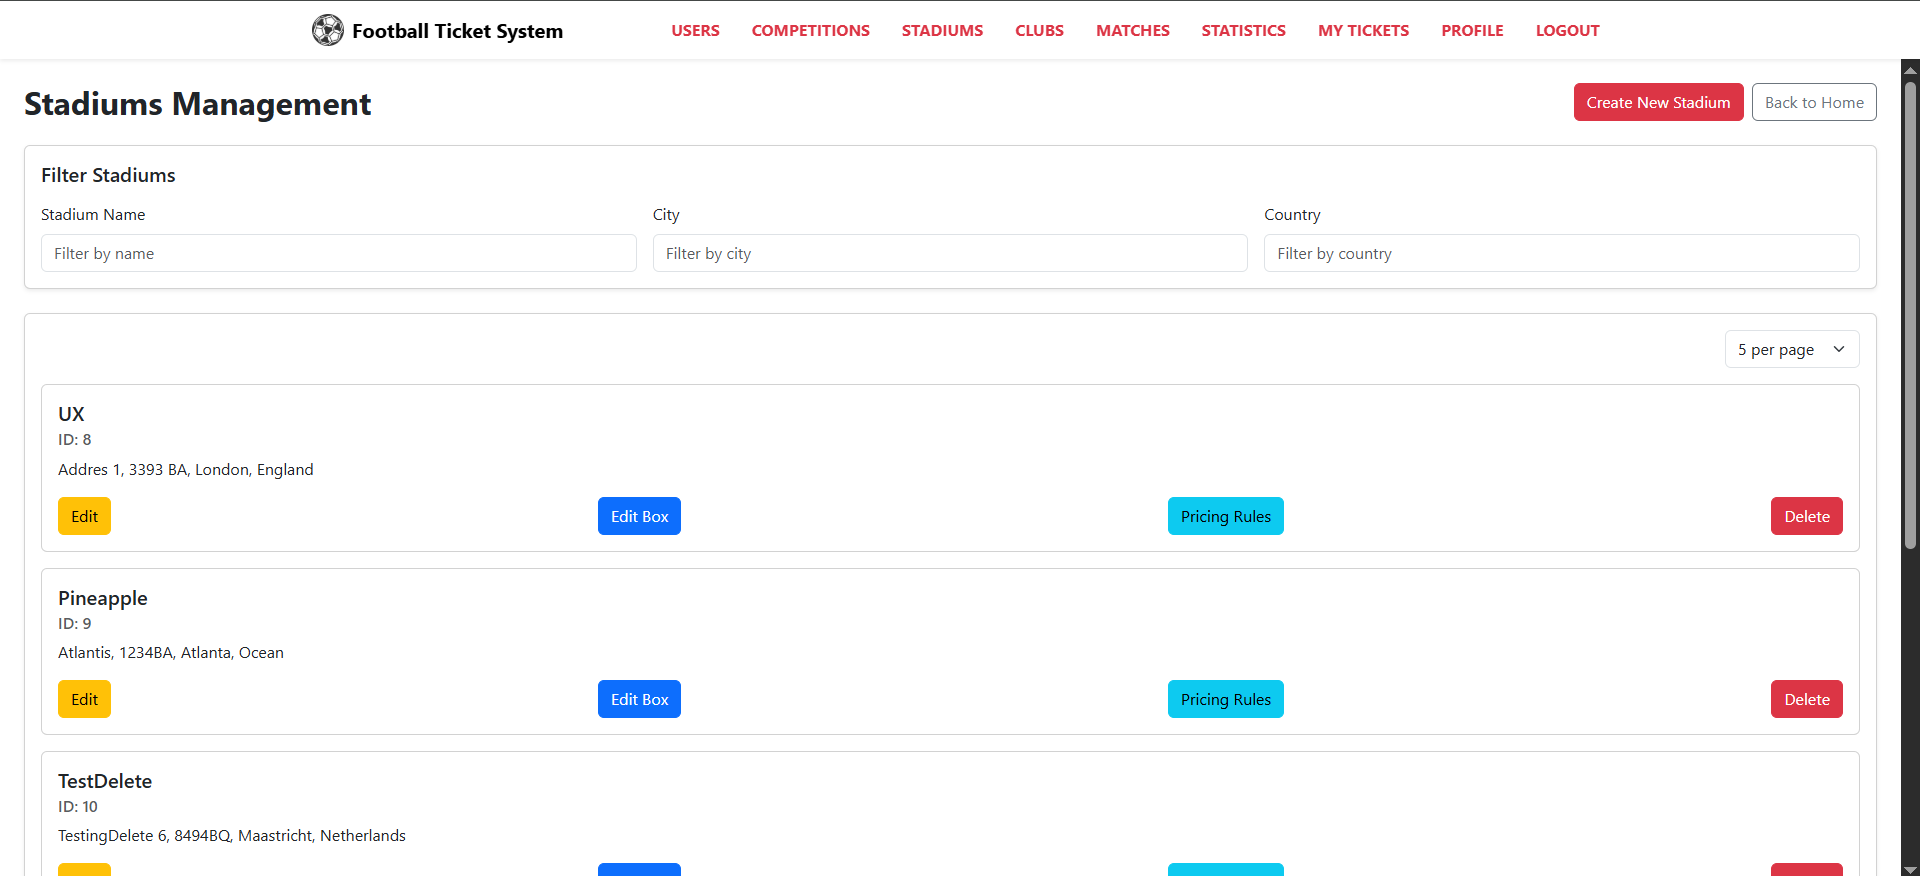 Football Ticket System USERS COMPETITIONS STADIUMS CLUBS MATCHES STATISTICS MY TICKETS PROFILE LOGOUT
Stadiums Management Create New Stadium Back to Home
Filter Stadiums
Stadium Name City Country
Filter by name Filter by city Filter by country
5 per page
UX
ID: 8
Addres 1, 3393 BA, London, England
Edit Edit Box Pricing Rules Delete
Pineapple
ID: 9
Atlantis, 1234BA, Atlanta, Ocean
Edit Edit Box Pricing Rules Delete
TestDelete
ID: 10
TestingDelete 6, 8494BQ, Maastricht, Netherlands